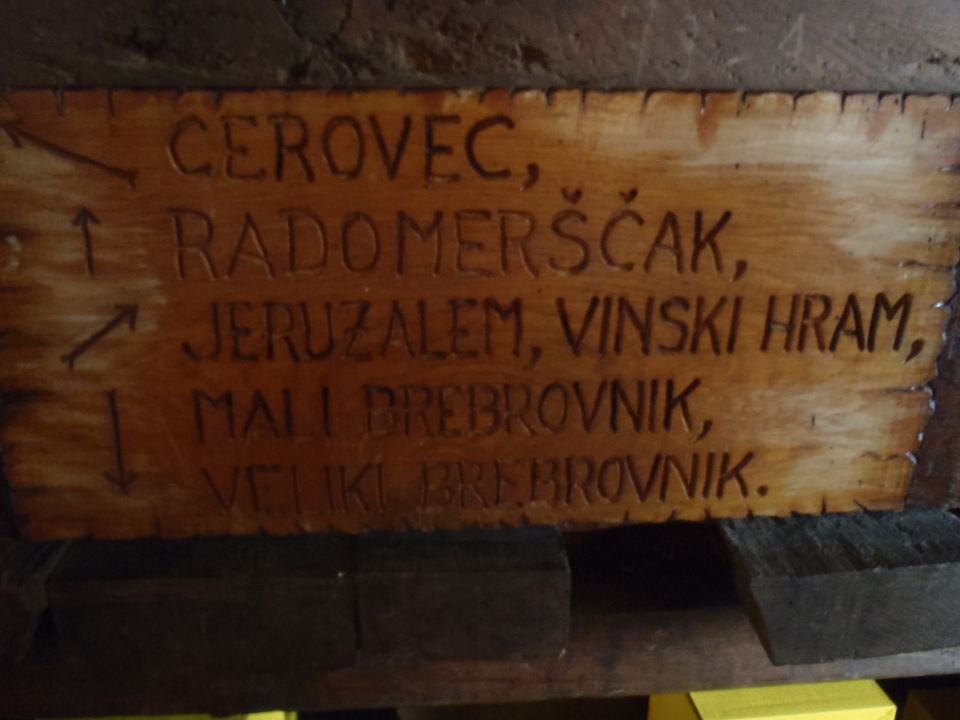 CEROVEC,
RADOMERŠČAK,
JERUZALEM, VINSKI HRAM,
MALI BREBROVNIK,
VELIKI BREBROVNIK.